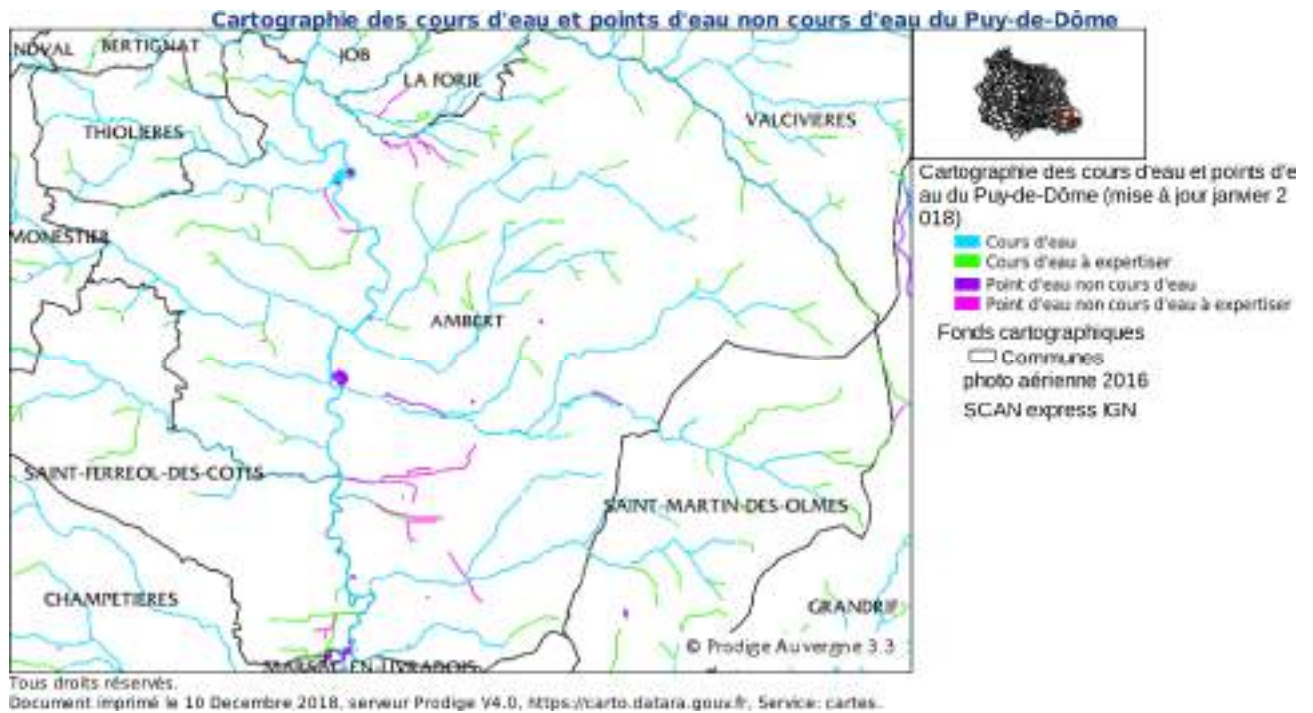 Cartographie des cours d'eau et points d'eau non cours d'eau du Puy-de-Dôme
NDVAL
BERTIGNAT
JOB
LA FORIE
THIOLIERES
VALCIVIERES
MONESTIER
AMBERT
SAINT-FERREOL-DES-COTES
SAINT-MARTIN-DES-OLMES
CHAMPETIERES
GRANDRIF
MARSAC-EN-LIVRADOIS
© Prodige Auvergne 3.3
Cartographie des cours d'eau et points d'e
au du Puy-de-Dôme (mise à jour janvier 2
018)
Cours d'eau
Cours d'eau à expertiser
Point d'eau non cours d'eau
Point d'eau non cours d'eau à expertiser
Fonds cartographiques
Communes
photo aérienne 2016
SCAN express IGN
Tous droits réservés.
Document imprimé le 10 Decembre 2018, serveur Prodige V4.0, https://carto.datara.gouv.fr, Service: cartes.